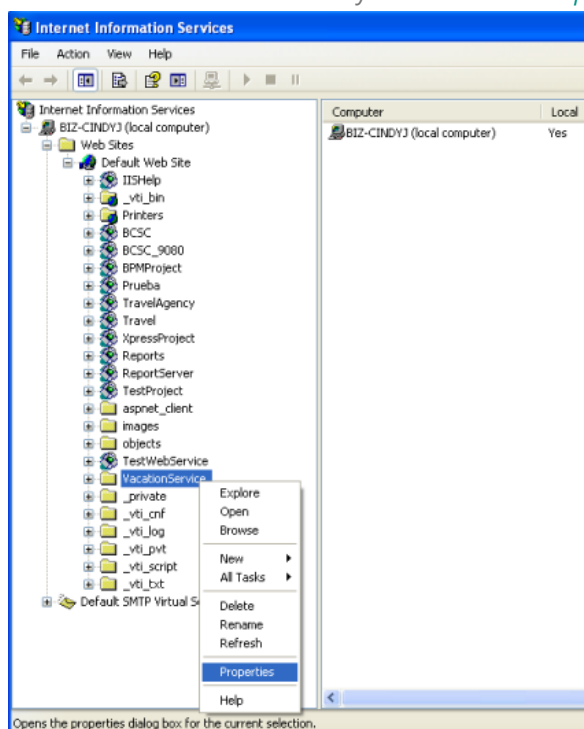 Internet Information Services
File Action View Help
Internet Information Services
BIZ-CINDYJ (local computer)
Web Sites
Default Web Site
IISHelp
_vti_bin
Printers
BCSC
BCSC_9080
BPMProject
Prueba
TravelAgency
Travel
XpressProject
Reports
ReportServer
TestProject
aspnet_client
images
objects
TestWebService
VacationService
_private
_vti_cnf
_vti_log
_vti_pvt
_vti_script
_vti_txt
Default SMTP Virtual S
Computer Local
BIZ-CINDYJ (local computer) Yes
Explore
Open
Browse
New
All Tasks
Delete
Rename
Refresh
Properties
Help
Opens the properties dialog box for the current selection.